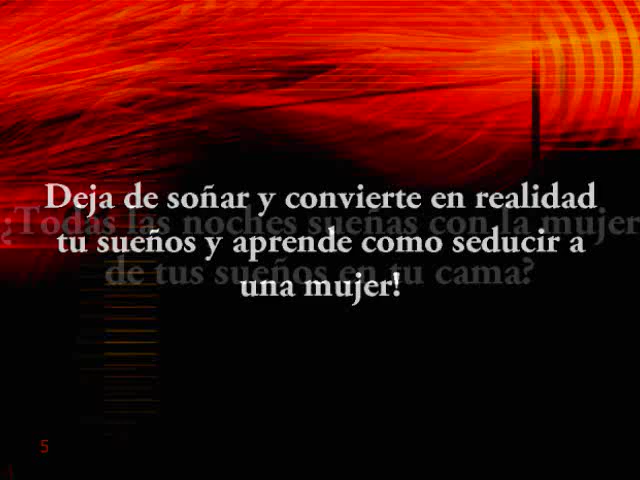 Deja de soñar y convierte en realidad
¿Todas las noches sueñas con la mujer
tu sueños y aprende como seducir a
de tus sueños en tu cama?
una mujer!
5